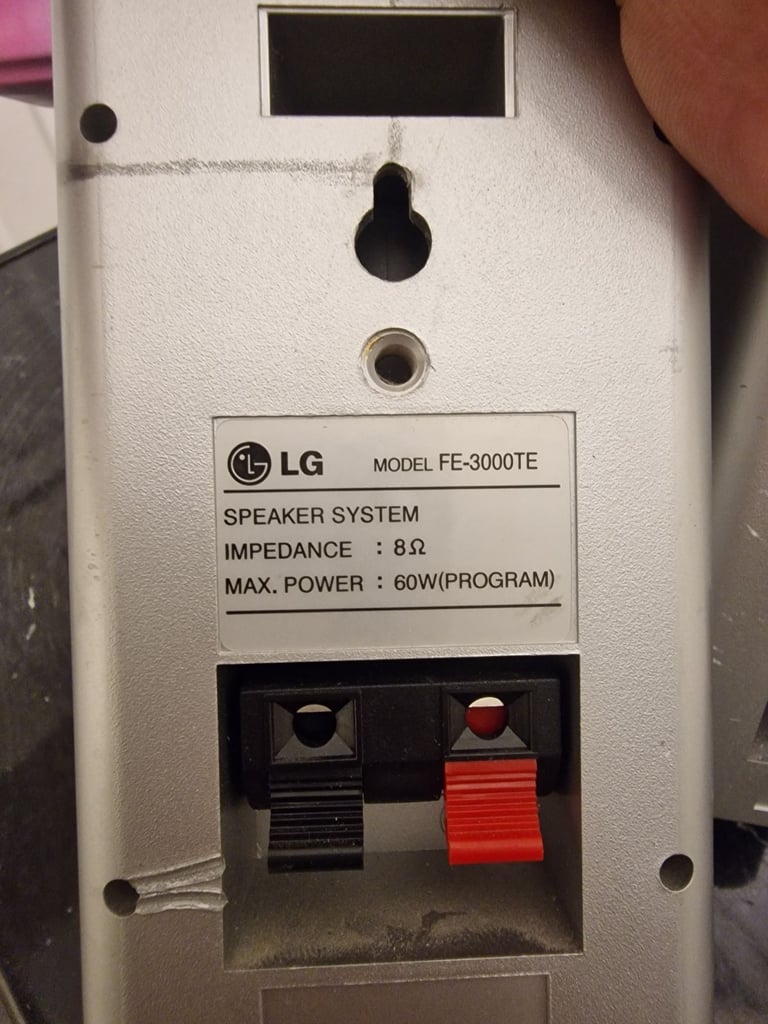 LG MODEL FE-3000TE
SPEAKER SYSTEM
IMPEDANCE : 8Ω
MAX. POWER : 60W(PROGRAM)